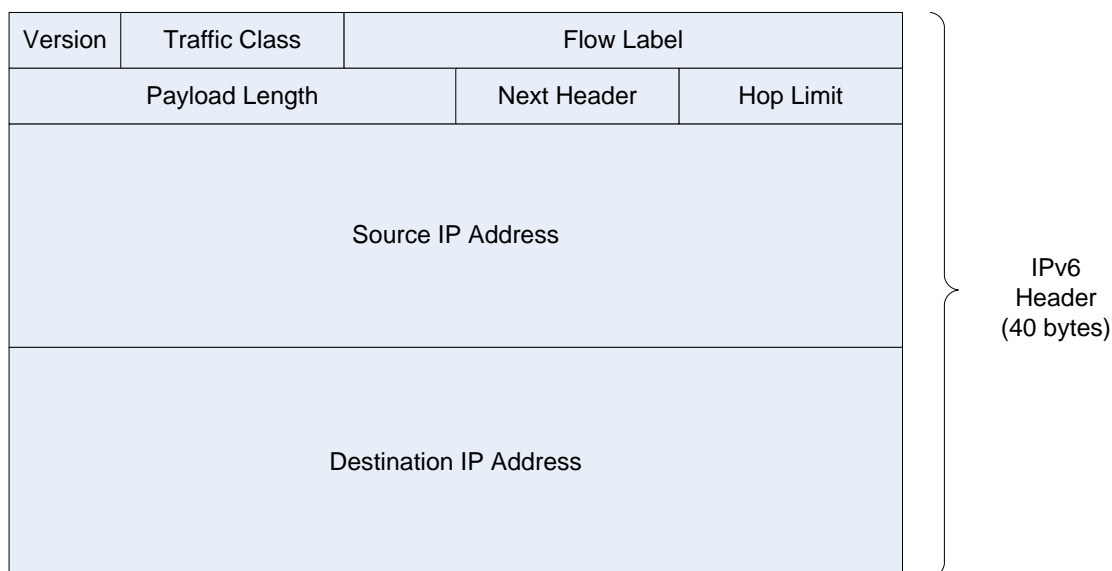 Version
Traffic Class
Flow Label
Payload Length
Next Header
Hop Limit
Source IP Address
Destination IP Address
IPv6
Header
(40 bytes)